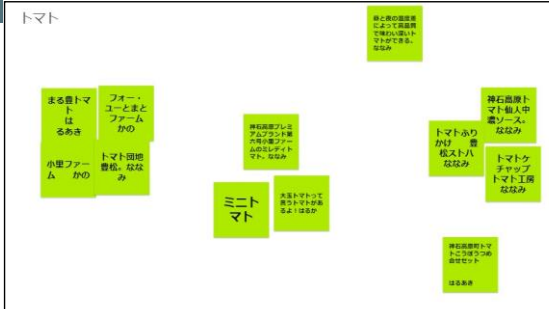 トマト
昼と夜の温度差
によって高品質
で味わい深いト
マトができる。
ななみ
まる豊トマ
ト
は
るあき
フォー・
ユーとまと
ファーム
かの
小里ファー
ム　かの
トマト団地
豊松。なな
み
神石高原プレミ
アムブランド第
六号小里ファー
ムのミレディト
マト。ななみ
ミニト
マト
大玉トマトって
言うトマトがあ
るよ！はるか
神石高原ト
マト仙人中
濃ソース。
ななみ
トマトふり
かけ　豊
松ストハ
ななみ
トマトケ
チャップ
トマト工房
ななみ
神石高原町トマ
トこうぼうつめ
合せセット
はるあき